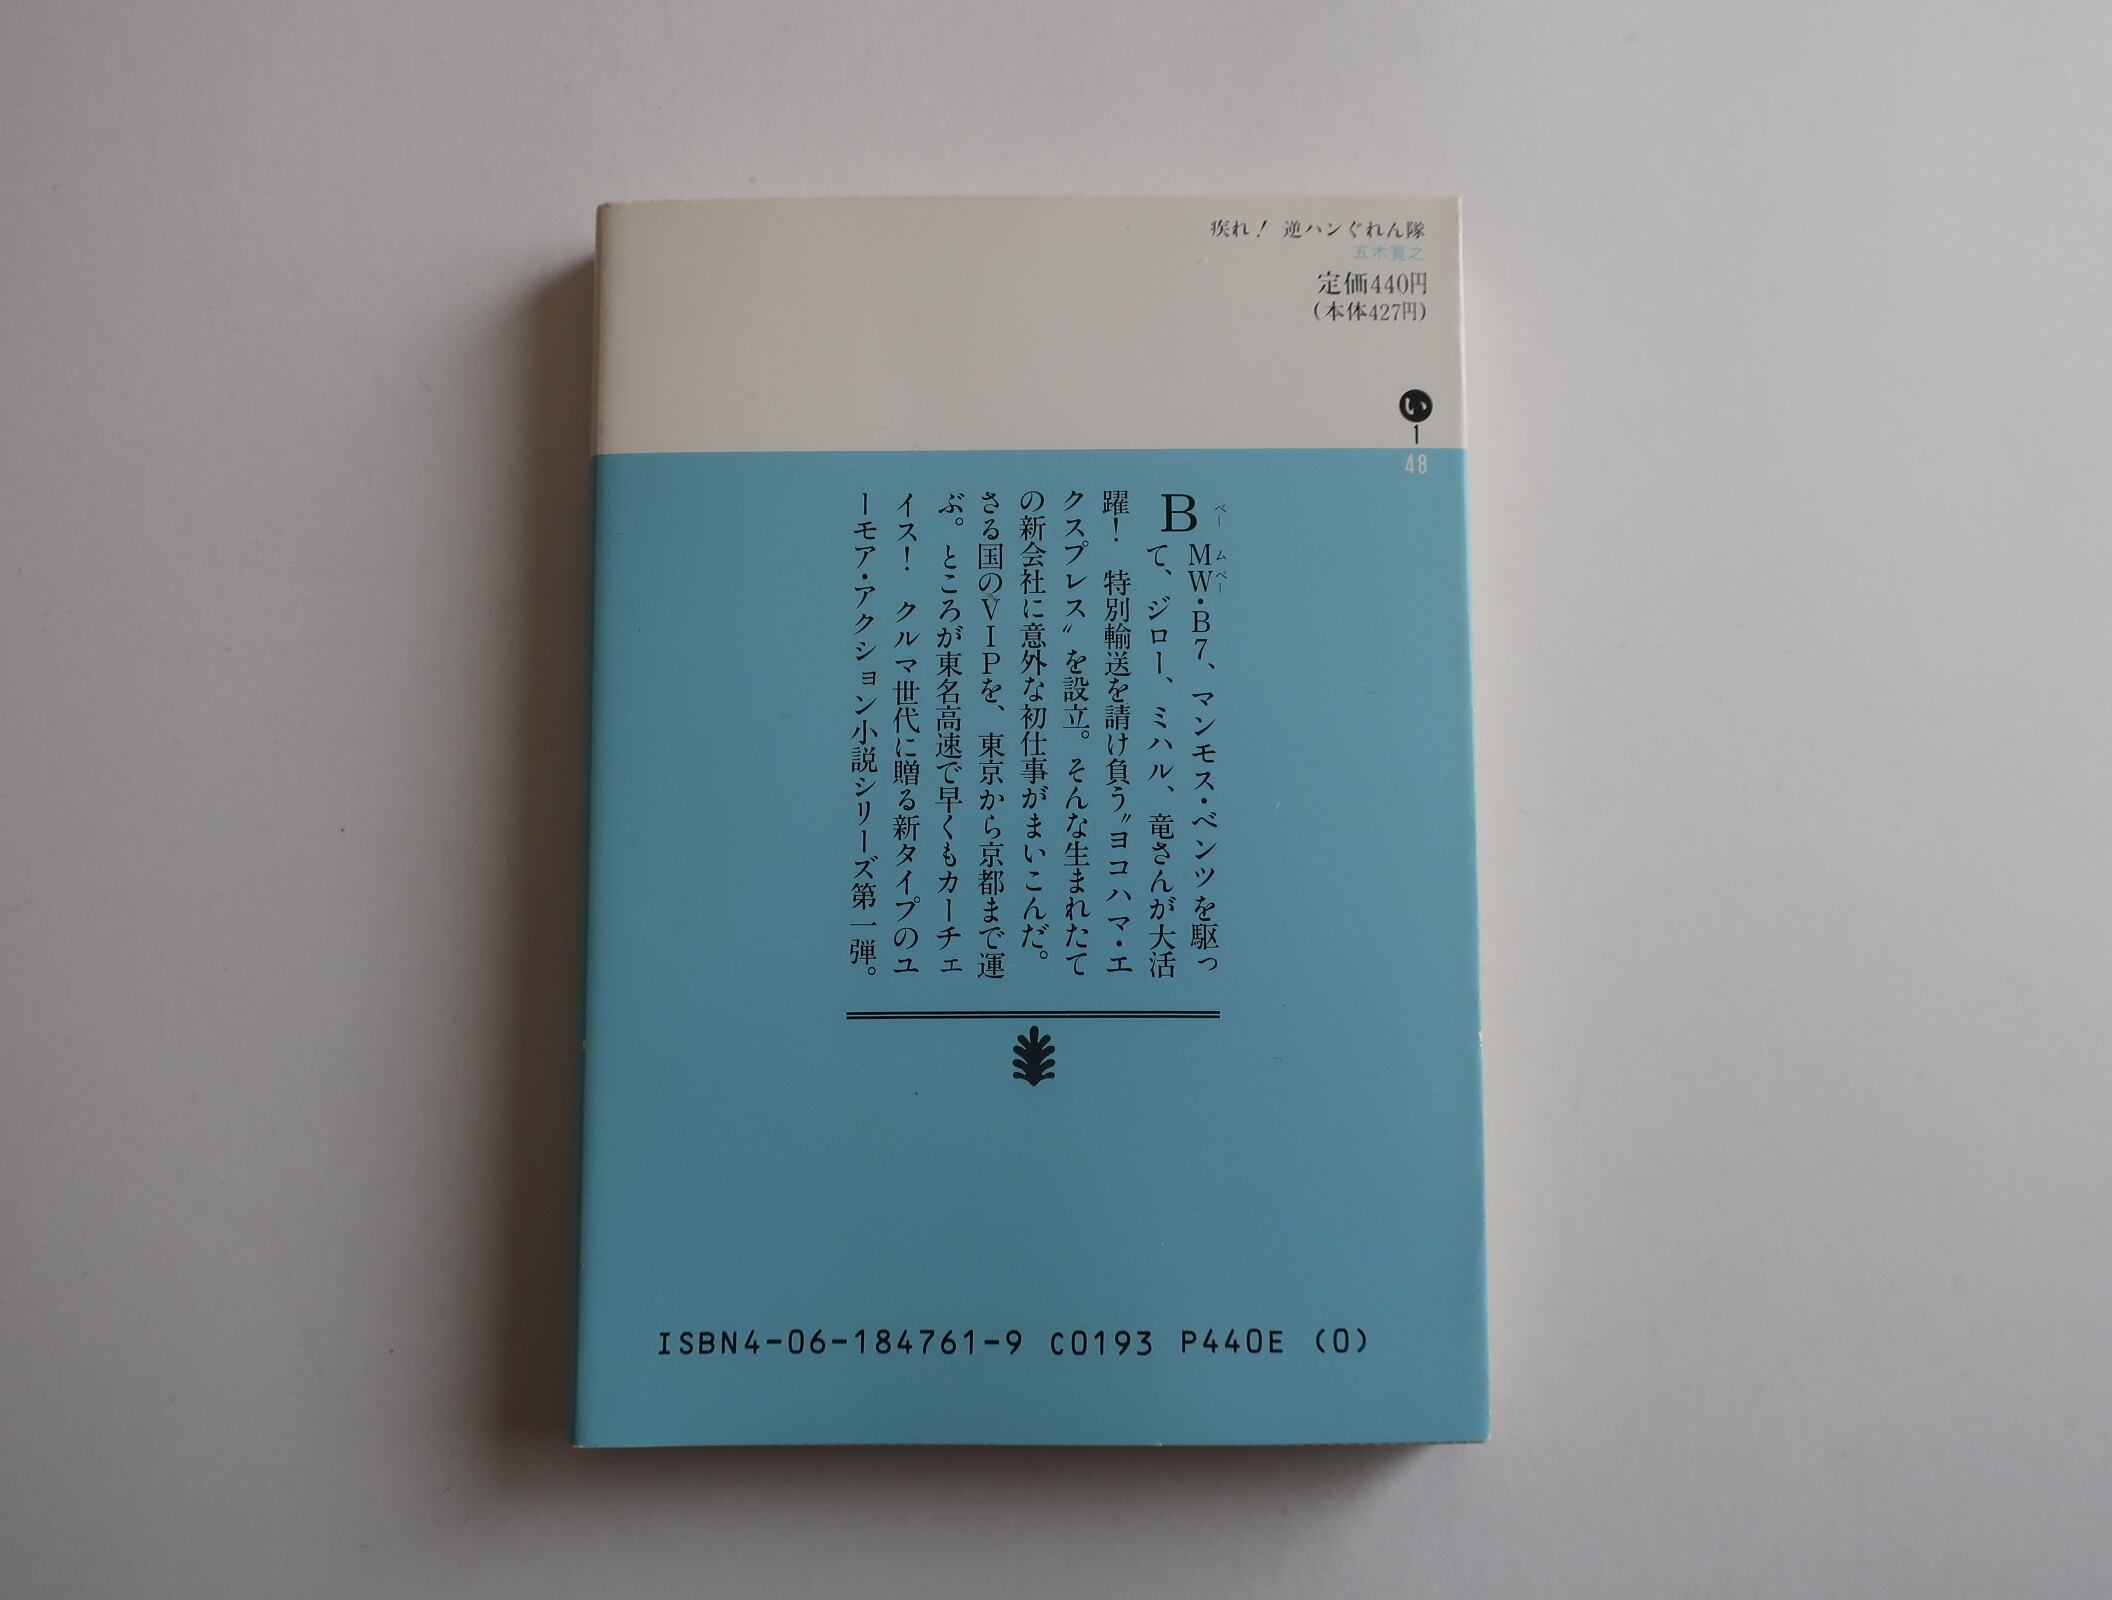 疾れ! 逆ハンぐれん隊
五木寛之
定価440円
(本体427円)
い
1
48
BMW・B7、マンモス・ベンツを駆っ
て、ジロー、ミハル、竜さんが大活
躍! 特別輸送を請け負う〝ヨコハマ・エ
クスプレス〟を設立。そんな生まれたて
の新会社に意外な初仕事がまいこんだ。
さる国のVIPを、東京から京都まで運
ぶ。ところが東名高速で早くもカーチェ
イス! クルマ世代に贈る新タイプのユ
ーモア・アクション小説シリーズ第一弾。
ベー ムベー
ISBN4-06-184761-9 C0193 P440E (0)